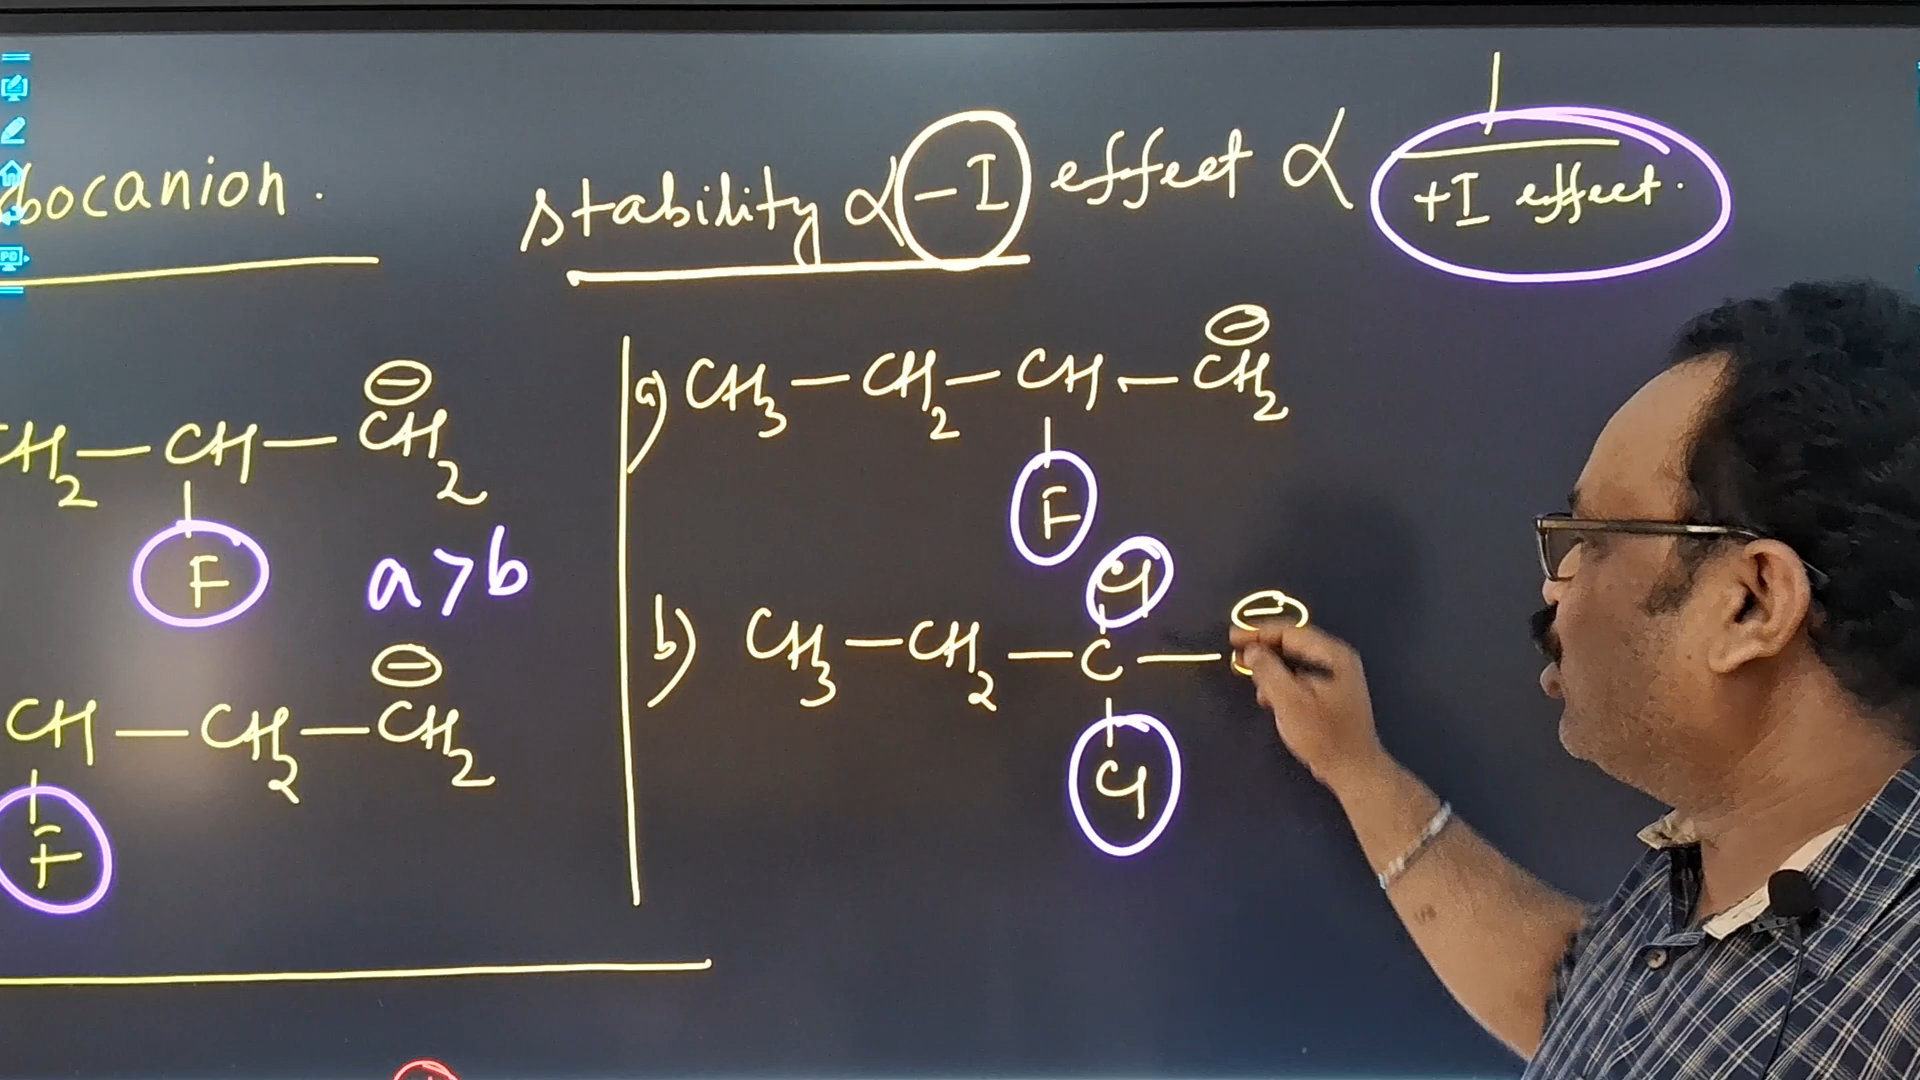 bocanion.
stability ∝ -I effect ∝ 1/+I effect.
CH2 — CH — CH2 ⊖
F
a > b
CH — CH2 — CH2 ⊖
F
a) CH3 — CH2 — CH — CH2 ⊖
F
Cl
b) CH3 — CH2 — C — ⊖
Cl